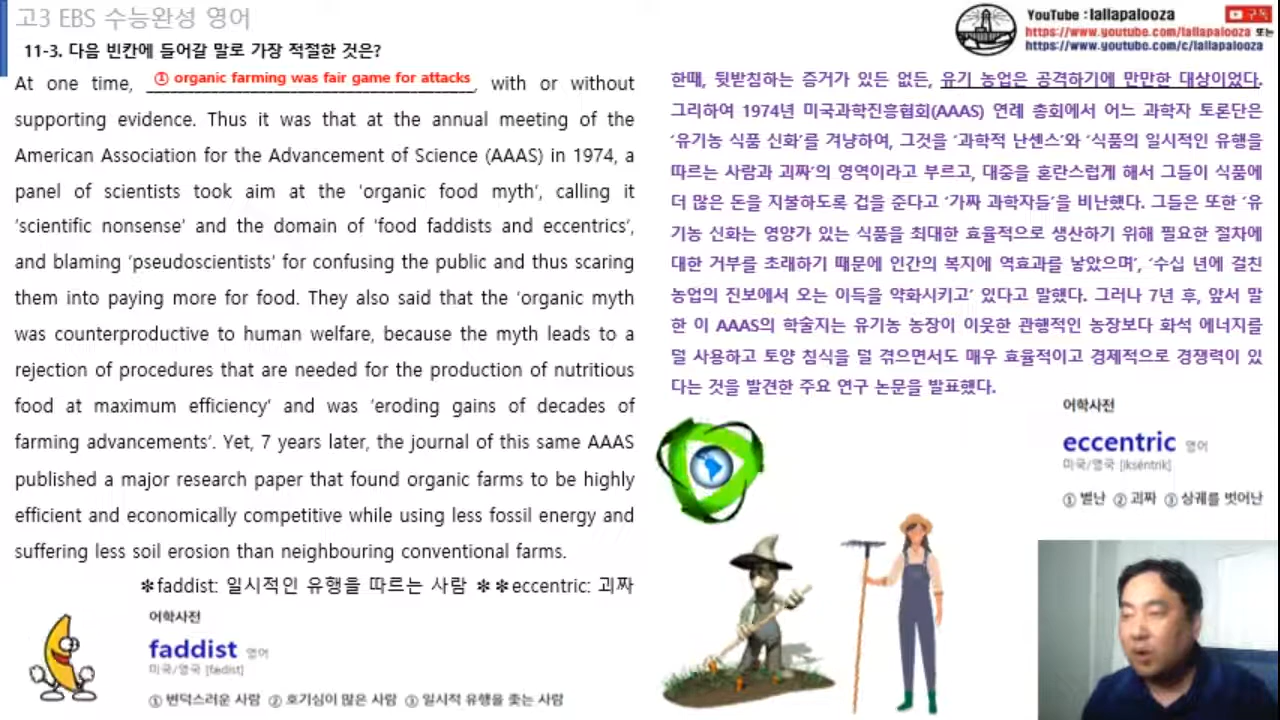 고3 EBS 수능완성 영어
YouTube : lallapalooza
구독
https://www.youtube.com/lallapalooza 또는
https://www.youtube.com/c/lallapalooza
11-3. 다음 빈칸에 들어갈 말로 가장 적절한 것은?
At one time, ① organic farming was fair game for attacks, with or without
supporting evidence. Thus it was that at the annual meeting of the
American Association for the Advancement of Science (AAAS) in 1974, a
panel of scientists took aim at the ‘organic food myth’, calling it
‘scientific nonsense’ and the domain of ‘food faddists and eccentrics’,
and blaming ‘pseudoscientists’ for confusing the public and thus scaring
them into paying more for food. They also said that the ‘organic myth
was counterproductive to human welfare, because the myth leads to a
rejection of procedures that are needed for the production of nutritious
food at maximum efficiency’ and was ‘eroding gains of decades of
farming advancements’. Yet, 7 years later, the journal of this same AAAS
published a major research paper that found organic farms to be highly
efficient and economically competitive while using less fossil energy and
suffering less soil erosion than neighbouring conventional farms.
✻faddist: 일시적인 유행을 따르는 사람 ✻✻eccentric: 괴짜
어학사전
faddist 영어
미국/영국 [fædist]
① 변덕스러운 사람 ② 호기심이 많은 사람 ③ 일시적 유행을 좇는 사람
한때, 뒷받침하는 증거가 있든 없든, 유기 농업은 공격하기에 만만한 대상이었다.
그리하여 1974년 미국과학진흥협회(AAAS) 연례 총회에서 어느 과학자 토론단은
‘유기농 식품 신화’를 겨냥하여, 그것을 ‘과학적 난센스’와 ‘식품의 일시적인 유행을
따르는 사람과 괴짜’의 영역이라고 부르고, 대중을 혼란스럽게 해서 그들이 식품에
더 많은 돈을 지불하도록 겁을 준다고 ‘가짜 과학자들’을 비난했다. 그들은 또한 ‘유
기농 신화는 영양가 있는 식품을 최대한 효율적으로 생산하기 위해 필요한 절차에
대한 거부를 초래하기 때문에 인간의 복지에 역효과를 낳았으며’, ‘수십 년에 걸친
농업의 진보에서 오는 이득을 약화시키고’ 있다고 말했다. 그러나 7년 후, 앞서 말
한 이 AAAS의 학술지는 유기농 농장이 이웃한 관행적인 농장보다 화석 에너지를
덜 사용하고 토양 침식을 덜 겪으면서도 매우 효율적이고 경제적으로 경쟁력이 있
다는 것을 발견한 주요 연구 논문을 발표했다.
어학사전
eccentric 영어
미국/영국 [ikséntrik]
① 별난 ② 괴짜 ③ 상궤를 벗어난